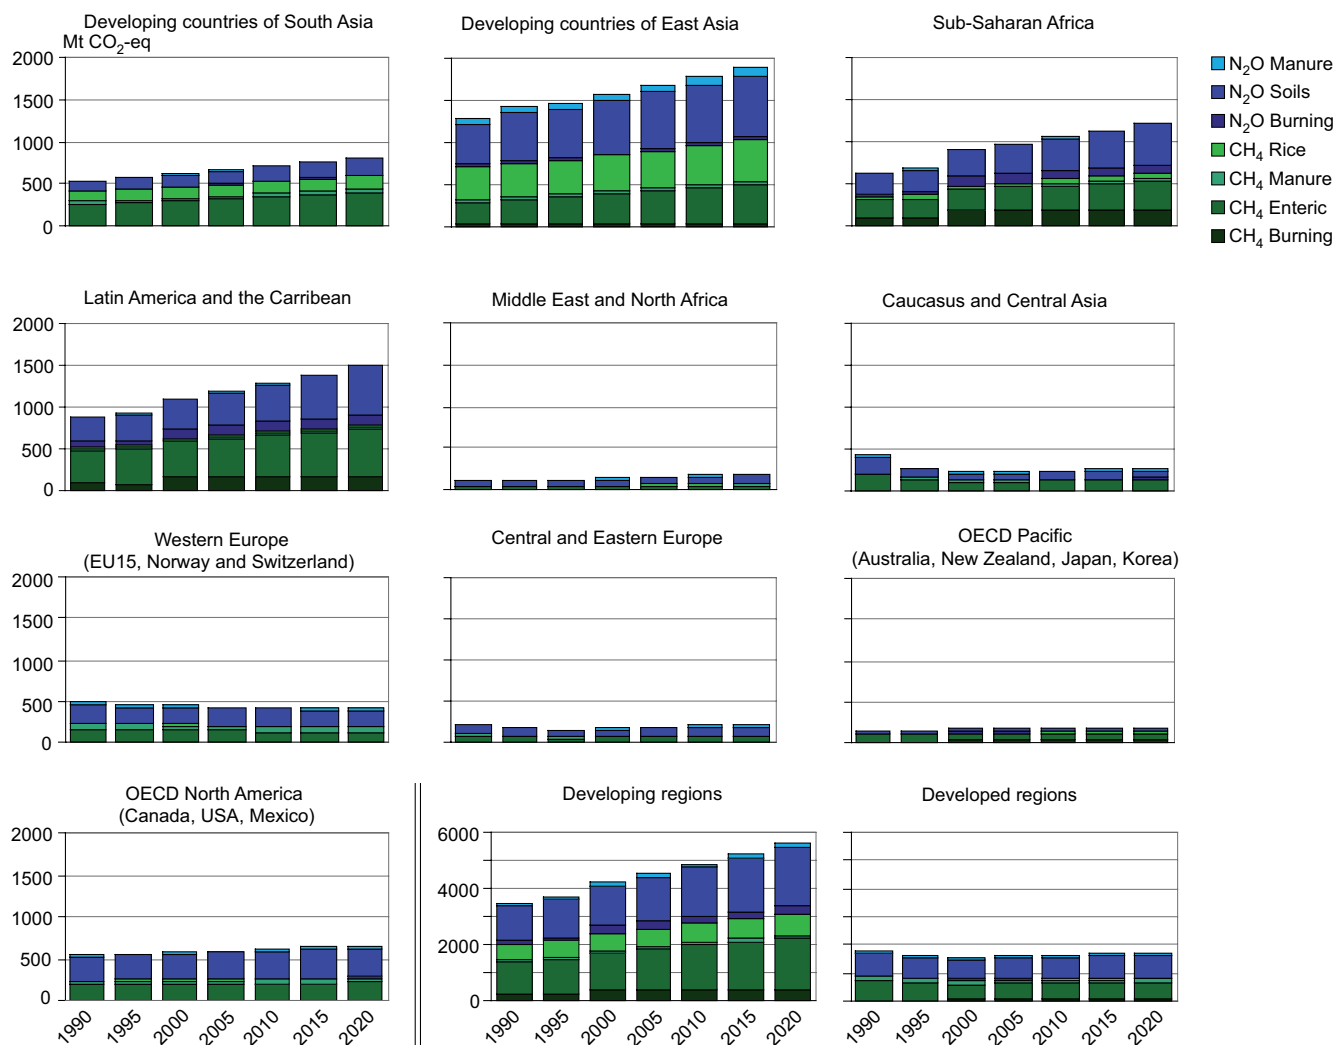 Developing countries of South Asia
Mt CO2-eq
2000
1500
1000
500
0
Developing countries of East Asia
Sub-Saharan Africa
N2O Manure
N2O Soils
N2O Burning
CH4 Rice
CH4 Manure
CH4 Enteric
CH4 Burning
Latin America and the Carribean
2000
1500
1000
500
0
Middle East and North Africa
Caucasus and Central Asia
Western Europe
(EU15, Norway and Switzerland)
2000
1500
1000
500
0
Central and Eastern Europe
OECD Pacific
(Australia, New Zealand, Japan, Korea)
OECD North America
(Canada, USA, Mexico)
2000
1500
1000
500
0
1990 1995 2000 2005 2010 2015 2020
Developing regions
6000
4000
2000
0
1990 1995 2000 2005 2010 2015 2020
Developed regions
1990 1995 2000 2005 2010 2015 2020